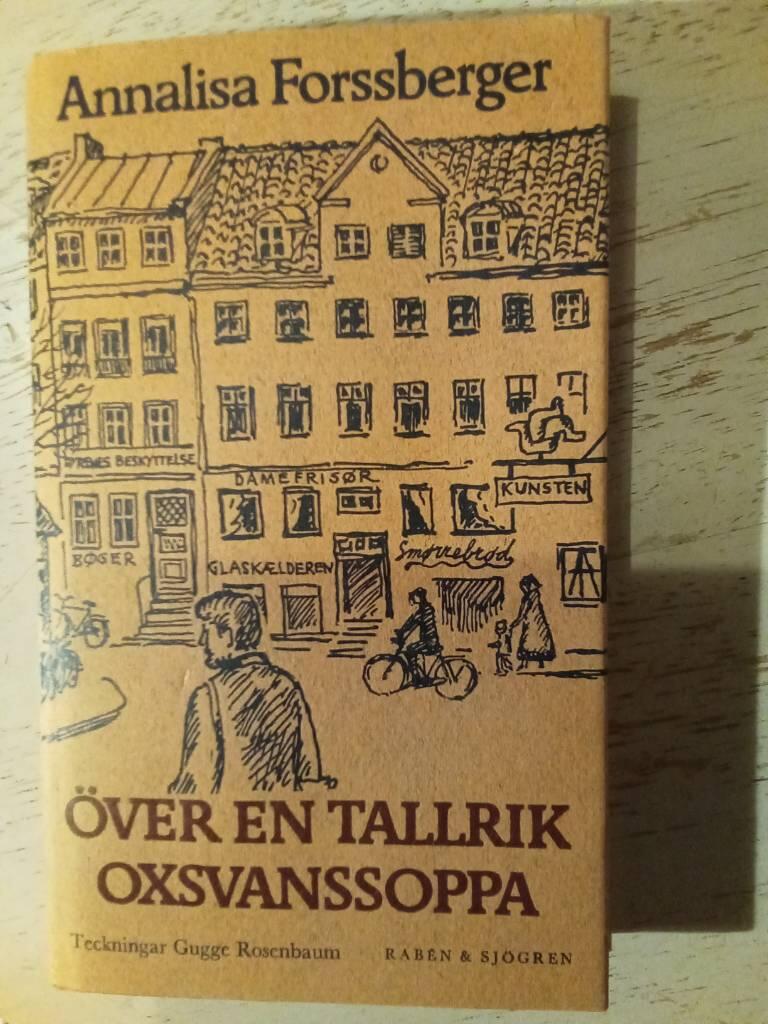 Annalisa Forssberger
DYRENES BESKYTTELSE
DAMEFRISØR
KUNSTEN
BØGER
GLASKÆLDEREN
Smørrebrød
ÖVER EN TALLRIK
OXSVANSSOPPA
Teckningar Gugge Rosenbaum · RABÉN & SJÖGREN